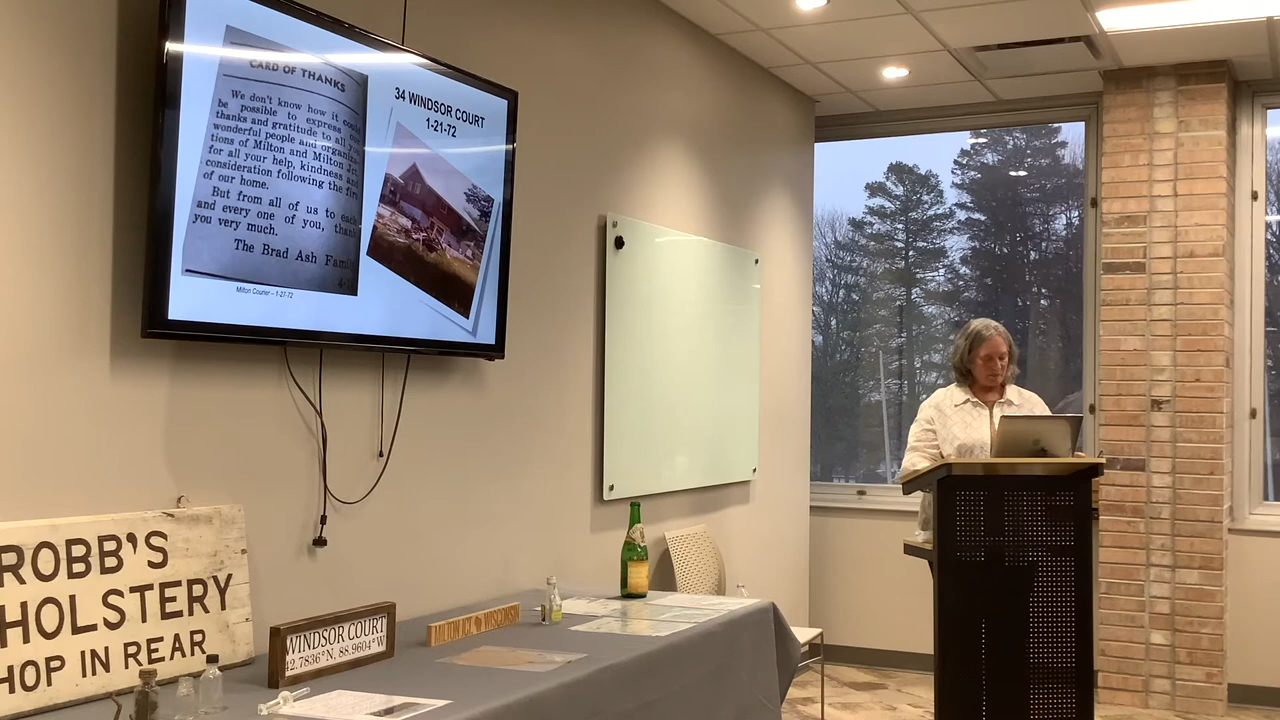 CARD OF THANKS
We don't know how it could
be possible to express our
thanks and gratitude to all
wonderful people and organiza-
tions of Milton and Milton Jct.
for all your help, kindness and
consideration following the fire
of our home.
But from all of us to each
and every one of you, thank
you very much.
The Brad Ash Family
Milton Courier - 1-27-72
34 WINDSOR COURT
1-21-72
ROBB'S
HOLSTERY
HOP IN REAR
WINDSOR COURT
42.7836° N, 88.9604° W
MILTON JCT. WISCONSIN